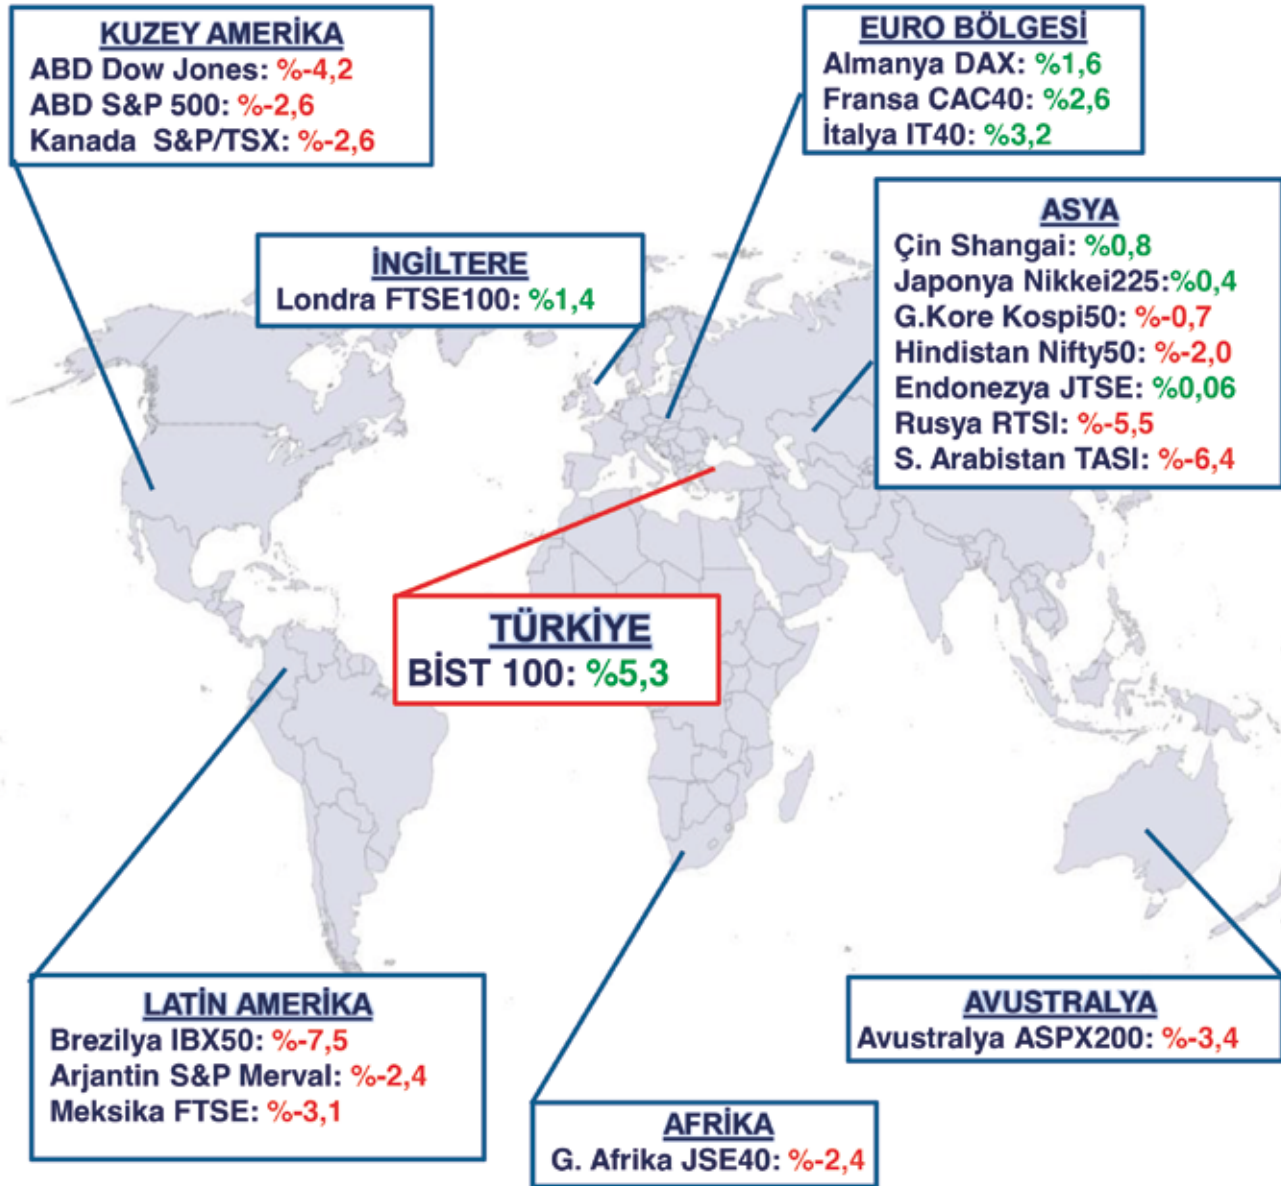 KUZEY AMERİKA
ABD Dow Jones: %-4,2
ABD S&P 500: %-2,6
Kanada S&P/TSX: %-2,6
EURO BÖLGESİ
Almanya DAX: %1,6
Fransa CAC40: %2,6
İtalya IT40: %3,2
İNGİLTERE
Londra FTSE100: %1,4
ASYA
Çin Shangai: %0,8
Japonya Nikkei225:%0,4
G.Kore Kospi50: %-0,7
Hindistan Nifty50: %-2,0
Endonezya JTSE: %0,06
Rusya RTSI: %-5,5
S. Arabistan TASI: %-6,4
TÜRKİYE
BİST 100: %5,3
LATİN AMERİKA
Brezilya IBX50: %-7,5
Arjantin S&P Merval: %-2,4
Meksika FTSE: %-3,1
AFRİKA
G. Afrika JSE40: %-2,4
AVUSTRALYA
Avustralya ASPX200: %-3,4